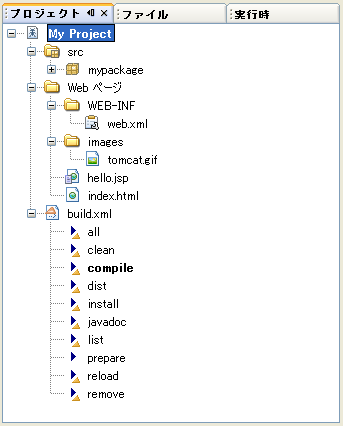 プロジェクト ファイル 実行時
My Project
src
mypackage
Web ページ
WEB-INF
web.xml
images
tomcat.gif
hello.jsp
index.html
build.xml
all
clean
compile
dist
install
javadoc
list
prepare
reload
remove